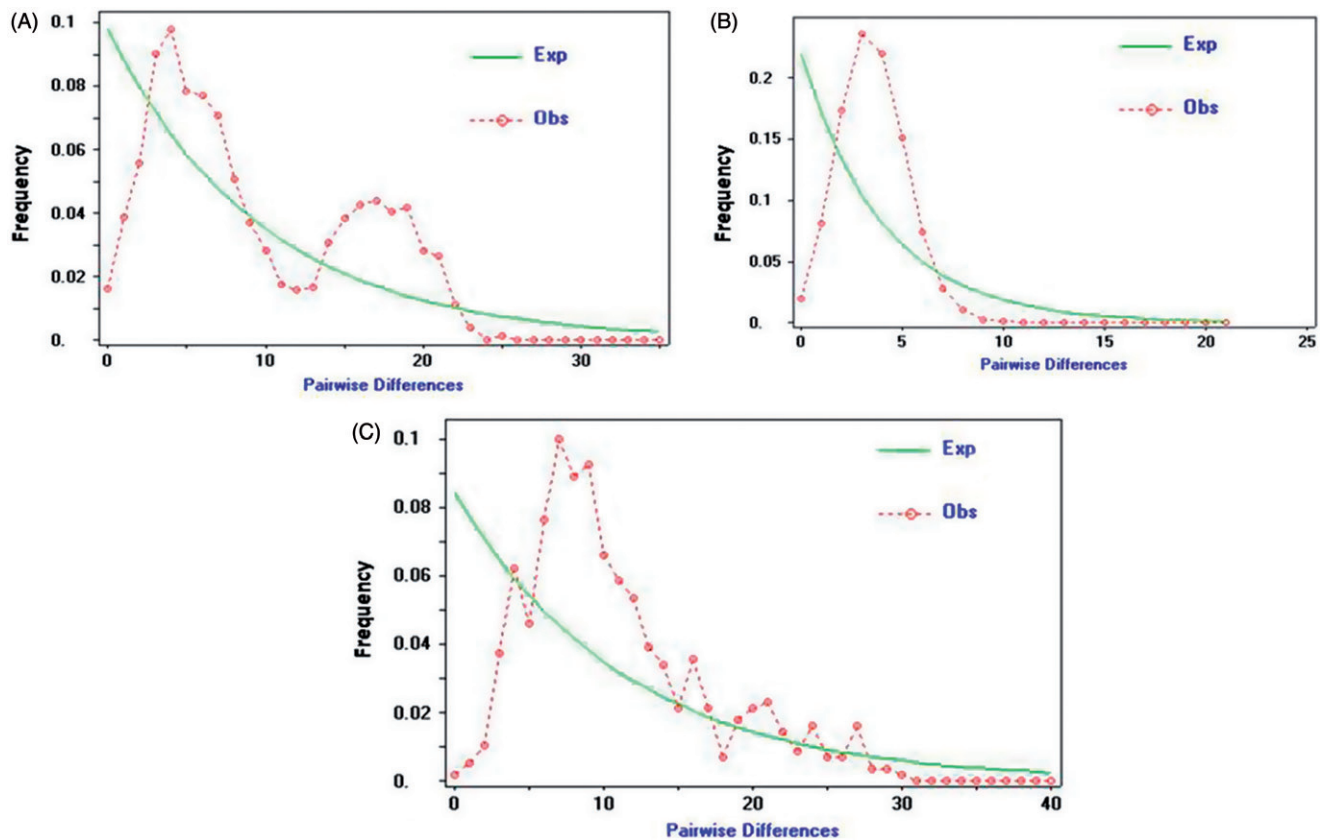 (A)
0.1
0.08
0.06
0.04
0.02
0.
Frequency
Exp
Obs
0
10
20
30
Pairwise Differences
(B)
0.2
0.15
0.1
0.05
0.
Frequency
Exp
Obs
0
5
10
15
20
25
Pairwise Differences
(C)
0.1
0.08
0.06
0.04
0.02
0.
Frequency
Exp
Obs
0
10
20
30
40
Pairwise Differences